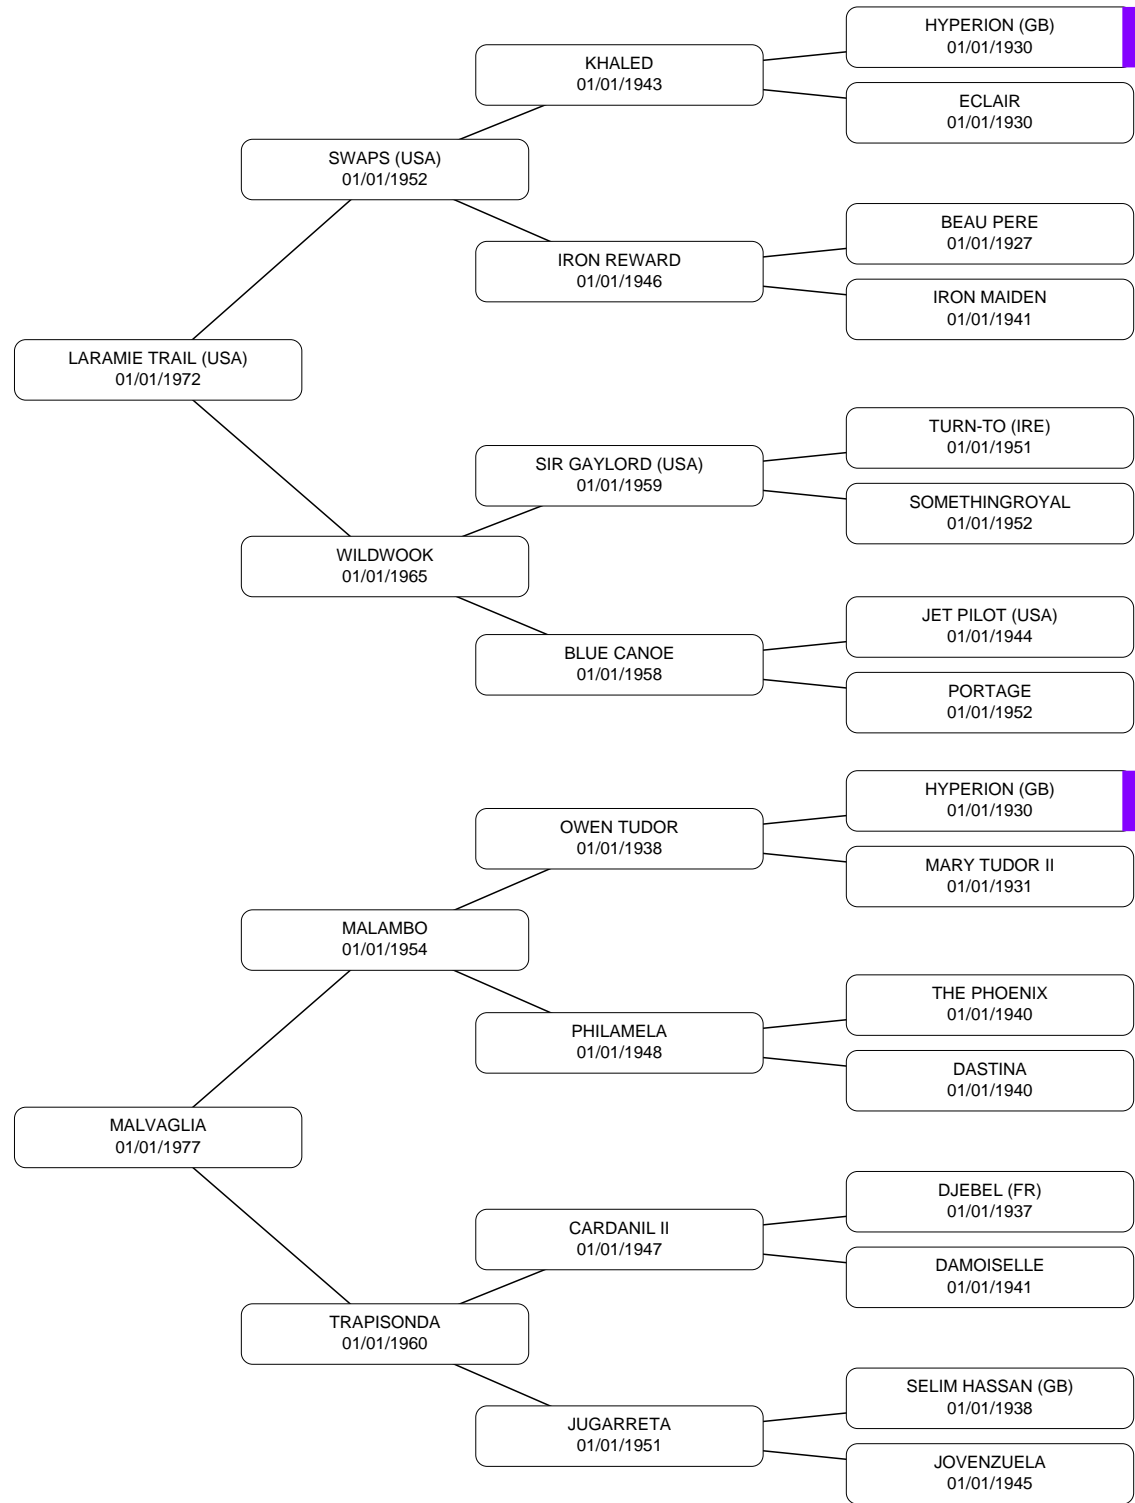 HYPERION (GB)
01/01/1930
KHALED
01/01/1943
ECLAIR
01/01/1930
SWAPS (USA)
01/01/1952
BEAU PERE
01/01/1927
IRON REWARD
01/01/1946
IRON MAIDEN
01/01/1941
LARAMIE TRAIL (USA)
01/01/1972
TURN-TO (IRE)
01/01/1951
SIR GAYLORD (USA)
01/01/1959
SOMETHINGROYAL
01/01/1952
WILDWOOK
01/01/1965
JET PILOT (USA)
01/01/1944
BLUE CANOE
01/01/1958
PORTAGE
01/01/1952
HYPERION (GB)
01/01/1930
OWEN TUDOR
01/01/1938
MARY TUDOR II
01/01/1931
MALAMBO
01/01/1954
THE PHOENIX
01/01/1940
PHILAMELA
01/01/1948
DASTINA
01/01/1940
MALVAGLIA
01/01/1977
DJEBEL (FR)
01/01/1937
CARDANIL II
01/01/1947
DAMOISELLE
01/01/1941
TRAPISONDA
01/01/1960
SELIM HASSAN (GB)
01/01/1938
JUGARRETA
01/01/1951
JOVENZUELA
01/01/1945